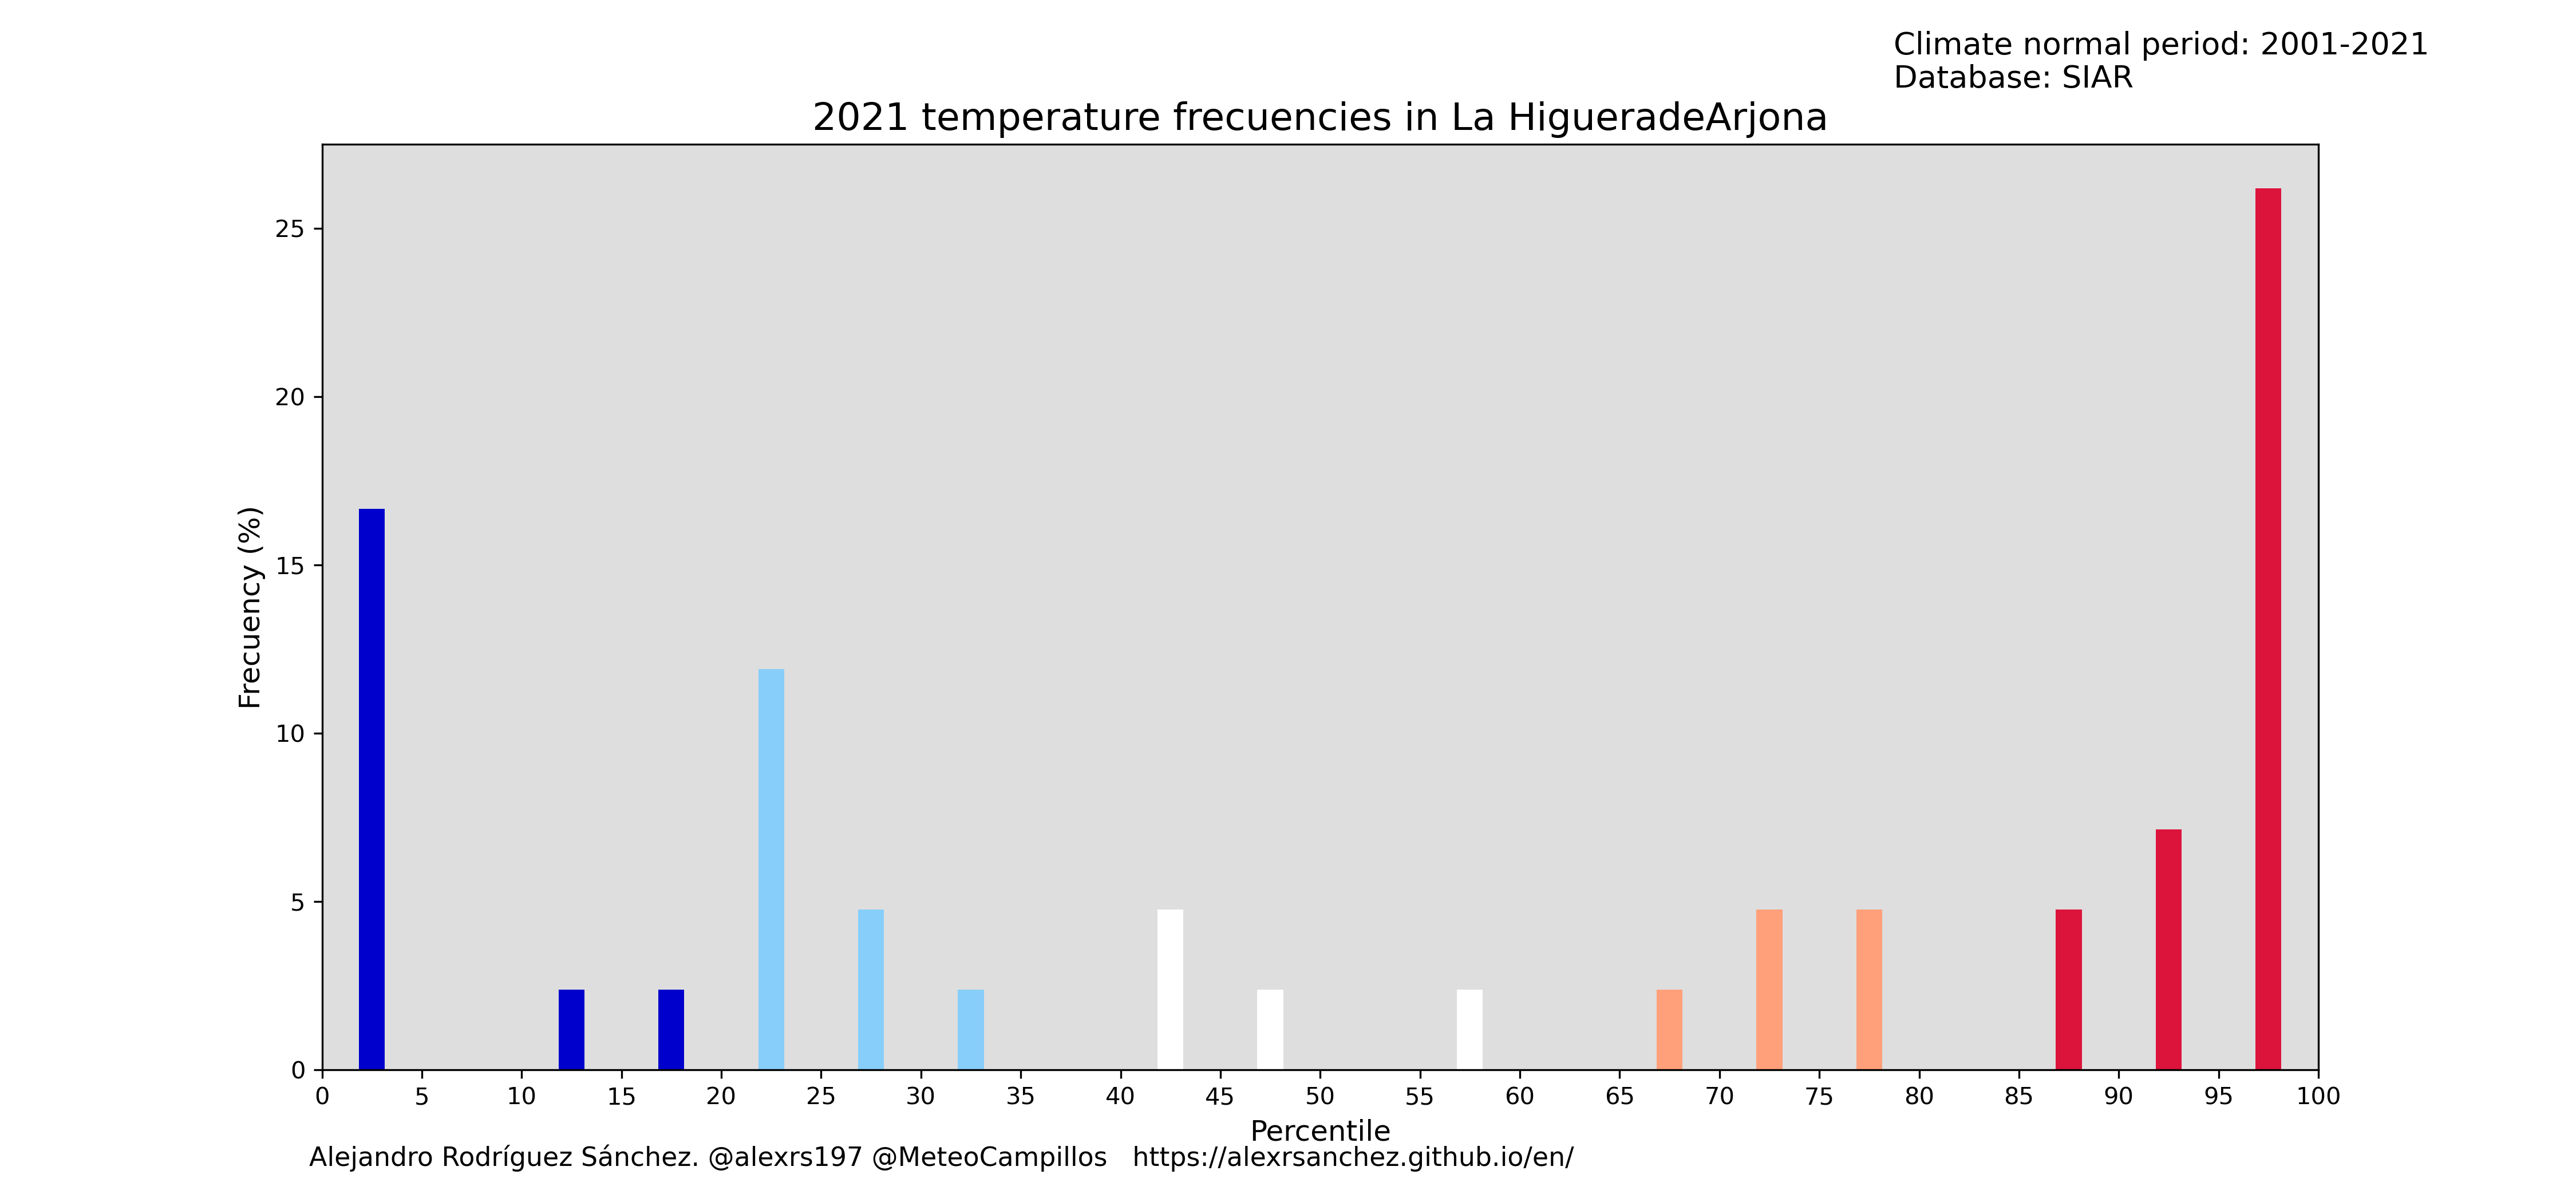 Climate normal period: 2001-2021
Database: SIAR
2021 temperature frecuencies in La HigueradeArjona
25
20
15
10
5
0
Frecuency (%)
0 5 10 15 20 25 30 35 40 45 50 55 60 65 70 75 80 85 90 95 100
Percentile
Alejandro Rodríguez Sánchez. @alexrs197 @MeteoCampillos https://alexrsanchez.github.io/en/